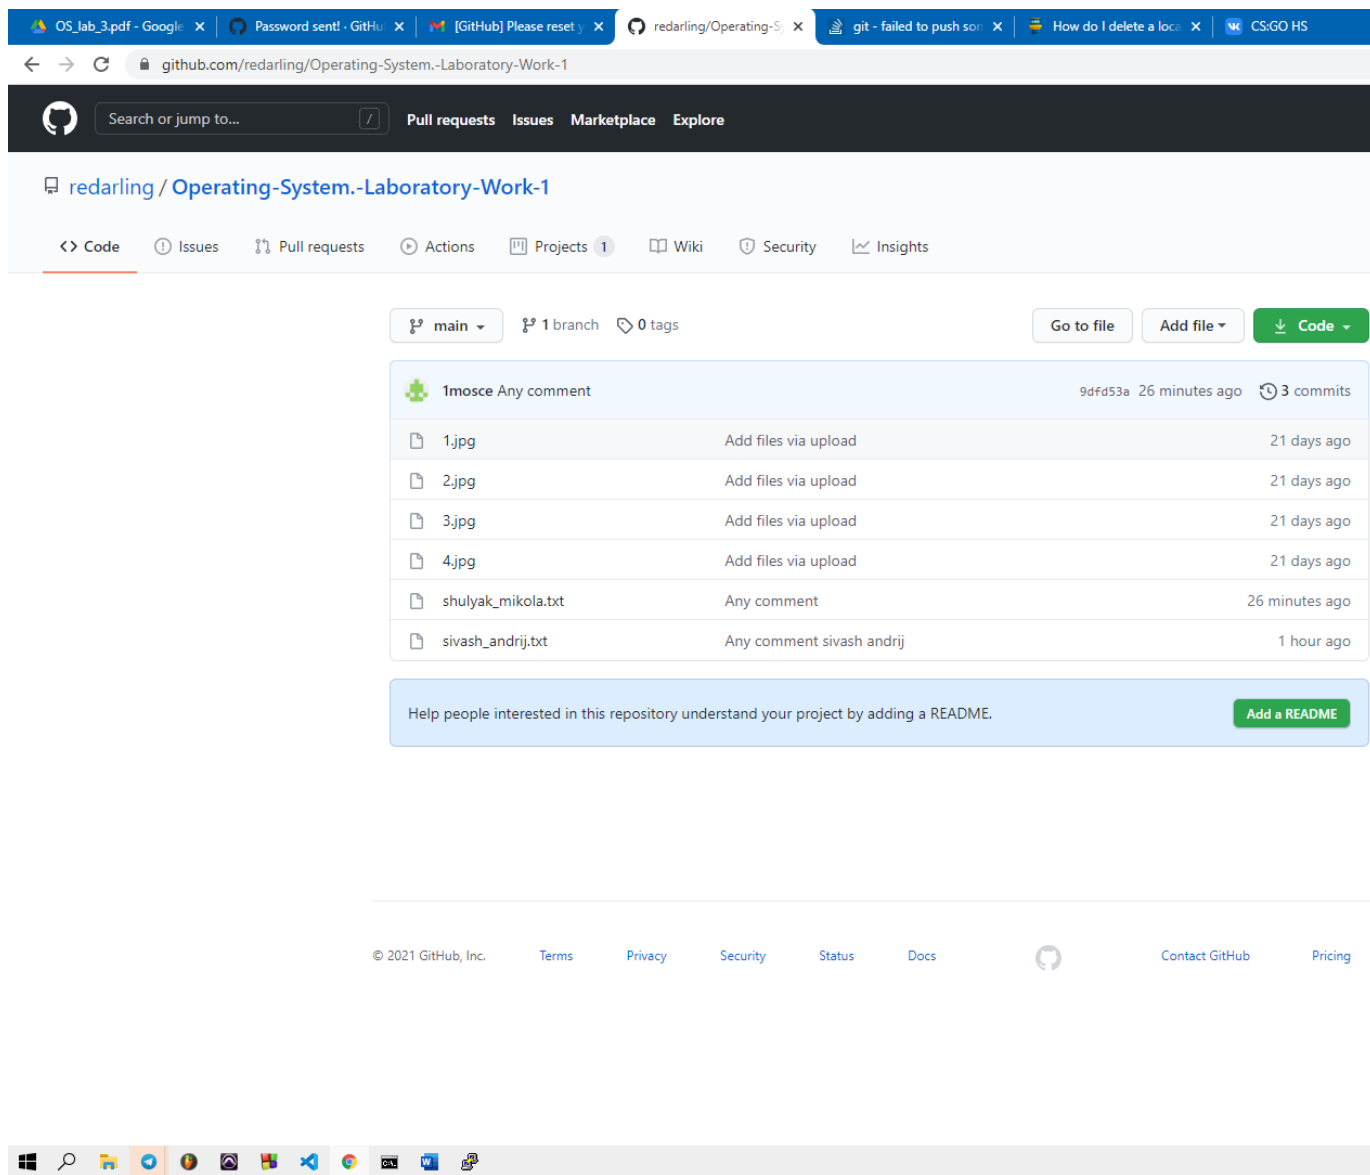 OS_lab_3.pdf - Google
Password sent! · GitHu
[GitHub] Please reset y
redarling/Operating-Sy
git - failed to push son
How do I delete a loca
CS:GO HS
github.com/redarling/Operating-System.-Laboratory-Work-1
Search or jump to... /
Pull requests Issues Marketplace Explore
redarling / Operating-System.-Laboratory-Work-1
<> Code Issues Pull requests Actions Projects 1 Wiki Security Insights
main 1 branch 0 tags Go to file Add file Code
1mosce Any comment 9dfd53a 26 minutes ago 3 commits
1.jpg Add files via upload 21 days ago
2.jpg Add files via upload 21 days ago
3.jpg Add files via upload 21 days ago
4.jpg Add files via upload 21 days ago
shulyak_mikola.txt Any comment 26 minutes ago
sivash_andrij.txt Any comment sivash andrij 1 hour ago
Help people interested in this repository understand your project by adding a README. Add a README
© 2021 GitHub, Inc. Terms Privacy Security Status Docs Contact GitHub Pricing